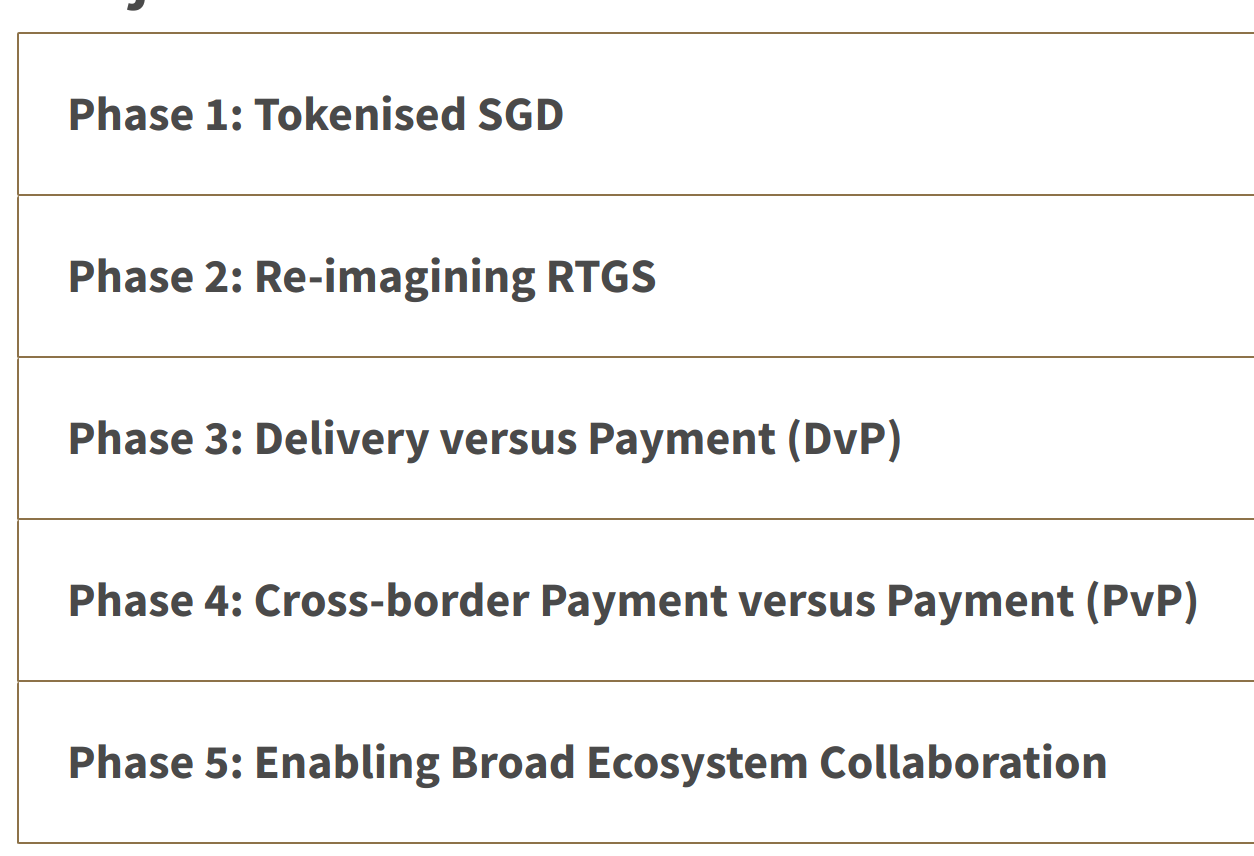 Phase 1: Tokenised SGD
Phase 2: Re-imagining RTGS
Phase 3: Delivery versus Payment (DvP)
Phase 4: Cross-border Payment versus Payment (PvP)
Phase 5: Enabling Broad Ecosystem Collaboration